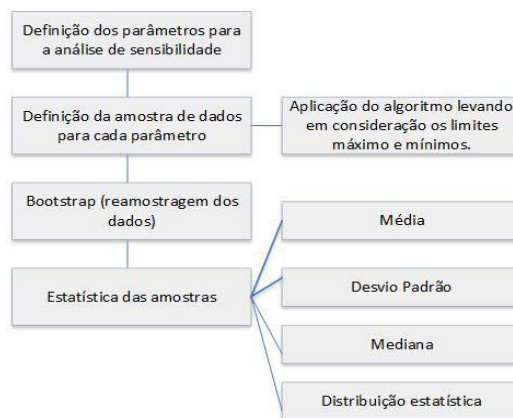 Definição dos parâmetros para
a análise de sensibilidade
Definição da amostra de dados
para cada parâmetro
Aplicação do algoritmo levando
em consideração os limites
máximo e mínimos.
Bootstrap (reamostragem dos
dados)
Média
Estatística das amostras
Desvio Padrão
Mediana
Distribuição estatística